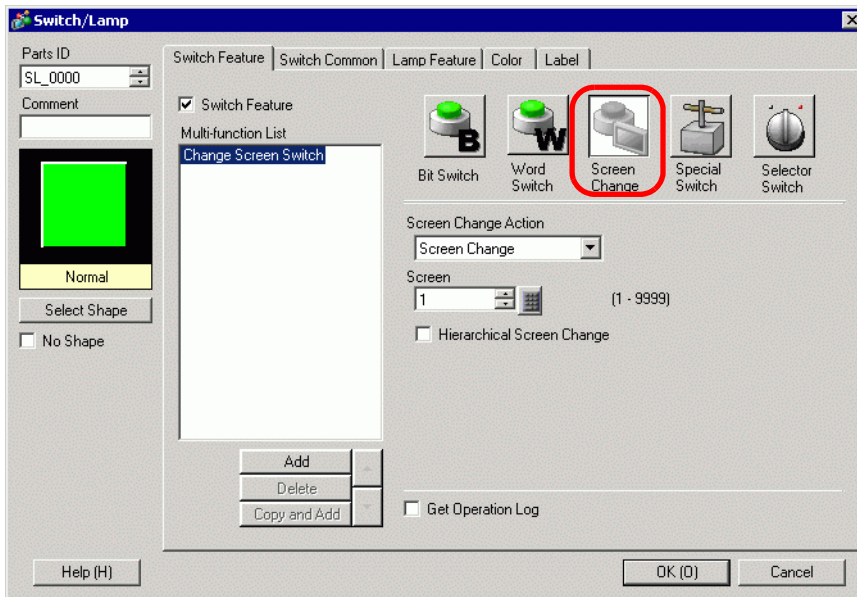 Switch/Lamp
Parts ID
SL_0000
Comment
Normal
Select Shape
No Shape
Switch Feature
Switch Common
Lamp Feature
Color
Label
Switch Feature
Multi-function List
Change Screen Switch
Add
Delete
Copy and Add
B
W
Bit Switch
Word
Switch
Screen
Change
Special
Switch
Selector
Switch
Screen Change Action
Screen Change
Screen
1
(1 - 9999)
Hierarchical Screen Change
Get Operation Log
Help (H)
OK (O)
Cancel